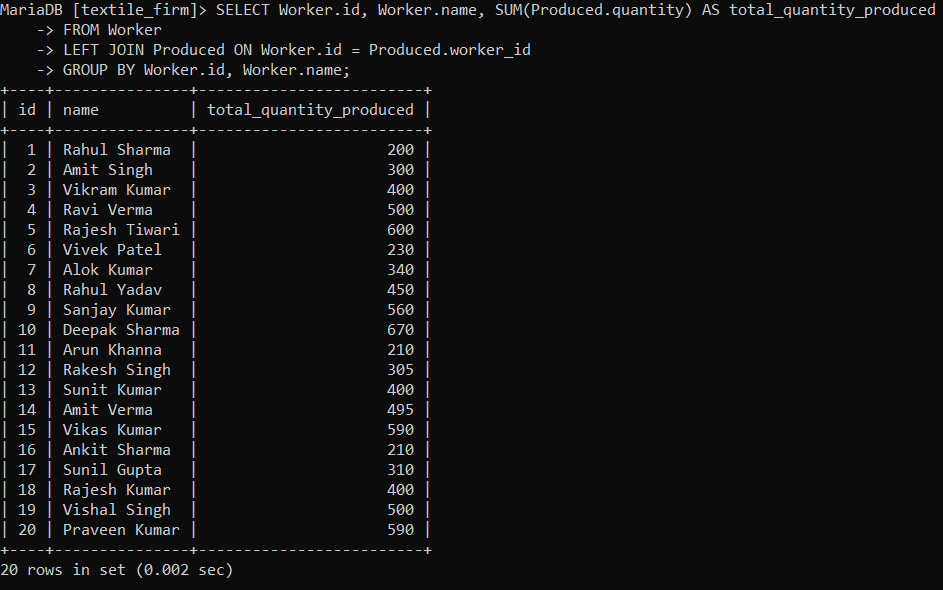 MariaDB [textile_firm]> SELECT Worker.id, Worker.name, SUM(Produced.quantity) AS total_quantity_produced
    -> FROM Worker
    -> LEFT JOIN Produced ON Worker.id = Produced.worker_id
    -> GROUP BY Worker.id, Worker.name;
+----+---------------+-------------------------+
| id | name          | total_quantity_produced |
+----+---------------+-------------------------+
|  1 | Rahul Sharma  |                     200 |
|  2 | Amit Singh    |                     300 |
|  3 | Vikram Kumar  |                     400 |
|  4 | Ravi Verma    |                     500 |
|  5 | Rajesh Tiwari |                     600 |
|  6 | Vivek Patel   |                     230 |
|  7 | Alok Kumar    |                     340 |
|  8 | Rahul Yadav   |                     450 |
|  9 | Sanjay Kumar  |                     560 |
| 10 | Deepak Sharma |                     670 |
| 11 | Arun Khanna   |                     210 |
| 12 | Rakesh Singh  |                     305 |
| 13 | Sunit Kumar   |                     400 |
| 14 | Amit Verma    |                     495 |
| 15 | Vikas Kumar   |                     590 |
| 16 | Ankit Sharma  |                     210 |
| 17 | Sunil Gupta   |                     310 |
| 18 | Rajesh Kumar  |                     400 |
| 19 | Vishal Singh  |                     500 |
| 20 | Praveen Kumar |                     590 |
+----+---------------+-------------------------+
20 rows in set (0.002 sec)